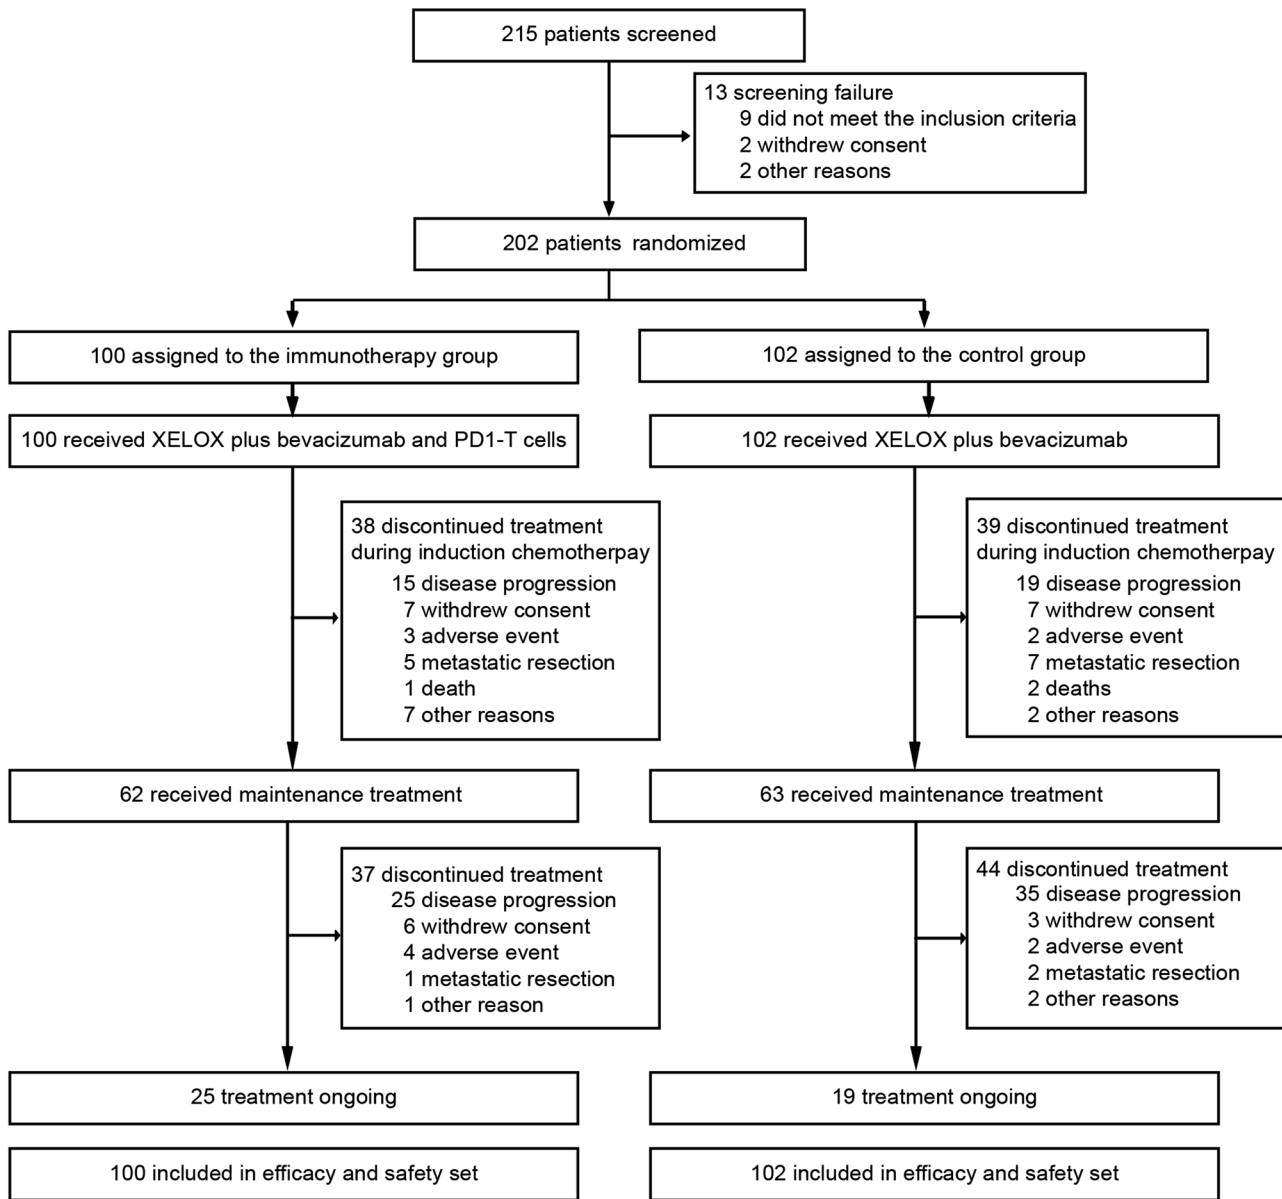 215 patients screened
13 screening failure
9 did not meet the inclusion criteria
2 withdrew consent
2 other reasons
202 patients randomized
100 assigned to the immunotherapy group
102 assigned to the control group
100 received XELOX plus bevacizumab and PD1-T cells
102 received XELOX plus bevacizumab
38 discontinued treatment
during induction chemotherpay
15 disease progression
7 withdrew consent
3 adverse event
5 metastatic resection
1 death
7 other reasons
39 discontinued treatment
during induction chemotherpay
19 disease progression
7 withdrew consent
2 adverse event
7 metastatic resection
2 deaths
2 other reasons
62 received maintenance treatment
63 received maintenance treatment
37 discontinued treatment
25 disease progression
6 withdrew consent
4 adverse event
1 metastatic resection
1 other reason
44 discontinued treatment
35 disease progression
3 withdrew consent
2 adverse event
2 metastatic resection
2 other reasons
25 treatment ongoing
19 treatment ongoing
100 included in efficacy and safety set
102 included in efficacy and safety set